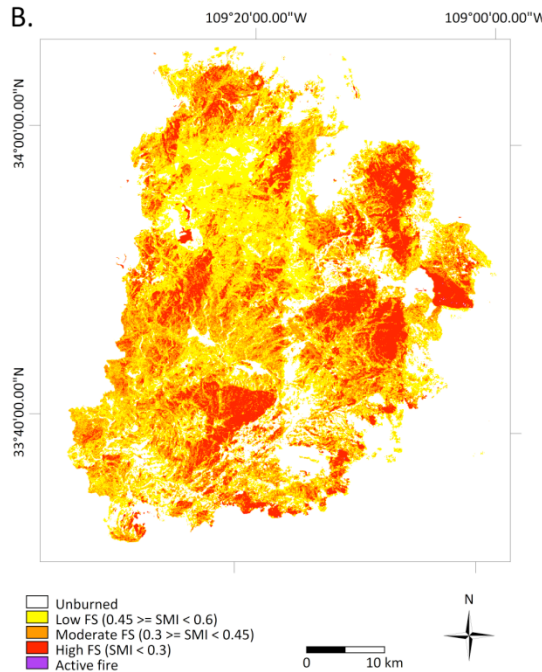 B.
109°20'00.00"W
109°00'00.00"W
34°00'00.00"N
33°40'00.00"N
Unburned
Low FS (0.45 >= SMI < 0.6)
Moderate FS (0.3 >= SMI < 0.45)
High FS (SMI < 0.3)
Active fire
0
10 km
N